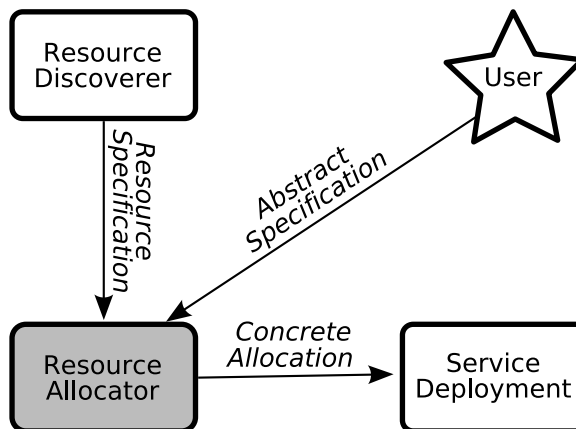 Resource
Discoverer
User
Resource
Specification
Abstract
Specification
Resource
Allocator
Concrete
Allocation
Service
Deployment